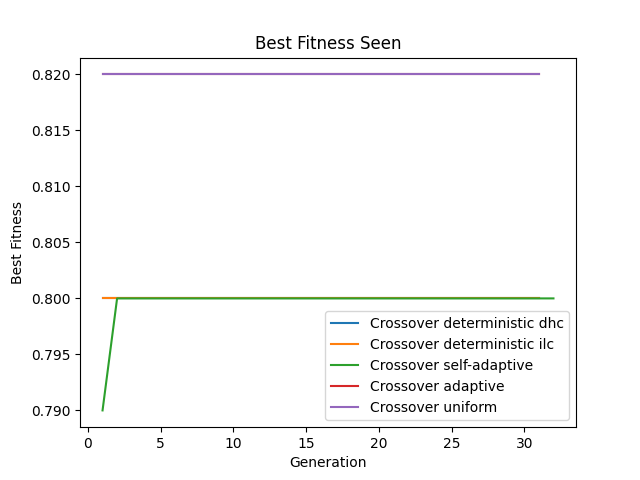 Best Fitness Seen
Best Fitness
0.820
0.815
0.810
0.805
0.800
0.795
0.790
0
5
10
15
20
25
30
Generation
Crossover deterministic dhc
Crossover deterministic ilc
Crossover self-adaptive
Crossover adaptive
Crossover uniform